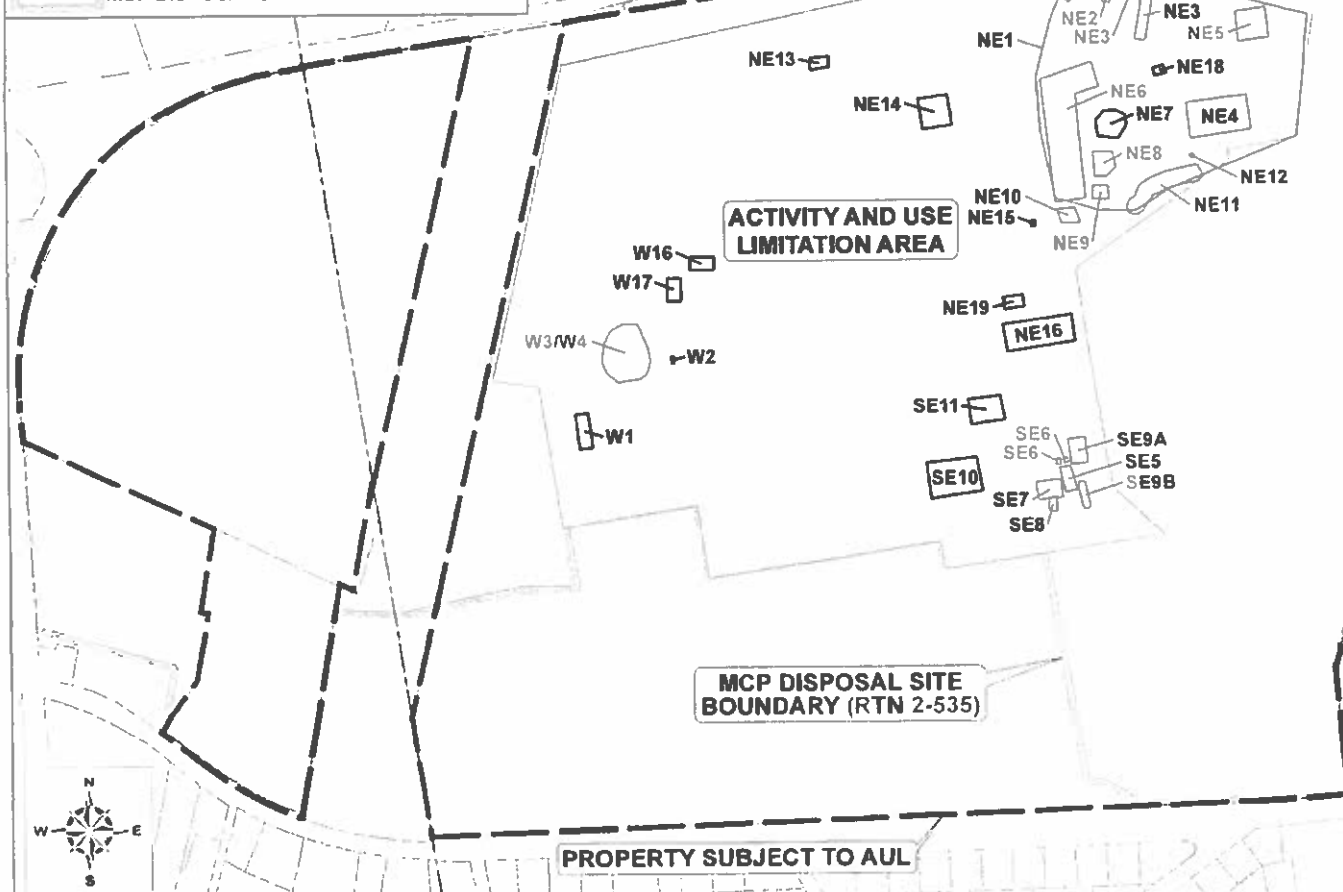 NE2
NE3
NE3
NE5
NE1
NE13
NE18
NE6
NE14
NE7
NE4
NE8
NE12
NE10
NE11
NE15
NE9
ACTIVITY AND USE
LIMITATION AREA
W16
W17
NE19
NE16
W3/W4
W2
SE11
W1
SE6
SE6
SE9A
SE5
SE10
SE9B
SE7
SE8
MCP DISPOSAL SITE
BOUNDARY (RTN 2-535)
N
W
E
S
PROPERTY SUBJECT TO AUL